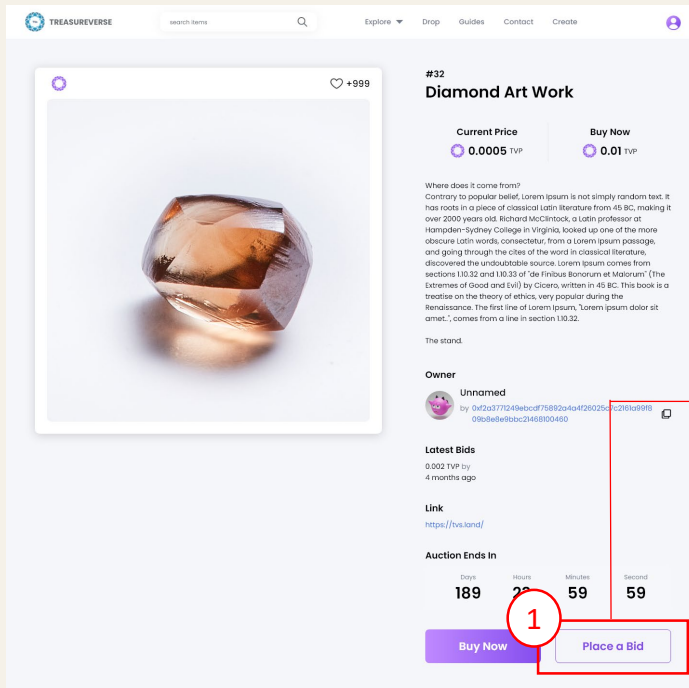 TREASUREVERSE
search items
Explore
Drop
Guides
Contact
Create
+999
#32
Diamond Art Work
Current Price
Buy Now
0.0005 TVP
0.01 TVP
Where does it come from?
Contrary to popular belief, Lorem Ipsum is not simply random text. It
has roots in a piece of classical Latin literature from 45 BC, making it
over 2000 years old. Richard McClintock, a Latin professor at
Hampden-Sydney College in Virginia, looked up one of the more
obscure Latin words, consectetur, from a Lorem Ipsum passage,
and going through the cites of the word in classical literature,
discovered the undoubtable source. Lorem Ipsum comes from
sections 1.10.32 and 1.10.33 of "de Finibus Bonorum et Malorum" (The
Extremes of Good and Evil) by Cicero, written in 45 BC. This book is a
treatise on the theory of ethics, very popular during the
Renaissance. The first line of Lorem Ipsum, "Lorem ipsum dolor sit
amet..", comes from a line in section 1.10.32.
The stand.
Owner
Unnamed
by
09b8e8e9bbc21468100460
Latest Bids
0.002 TVP by
4 months ago
Link
https://tvs.land/
Auction Ends In
Days
Hours
Minutes
Second
189
59
59
1
Buy Now
Place a Bid